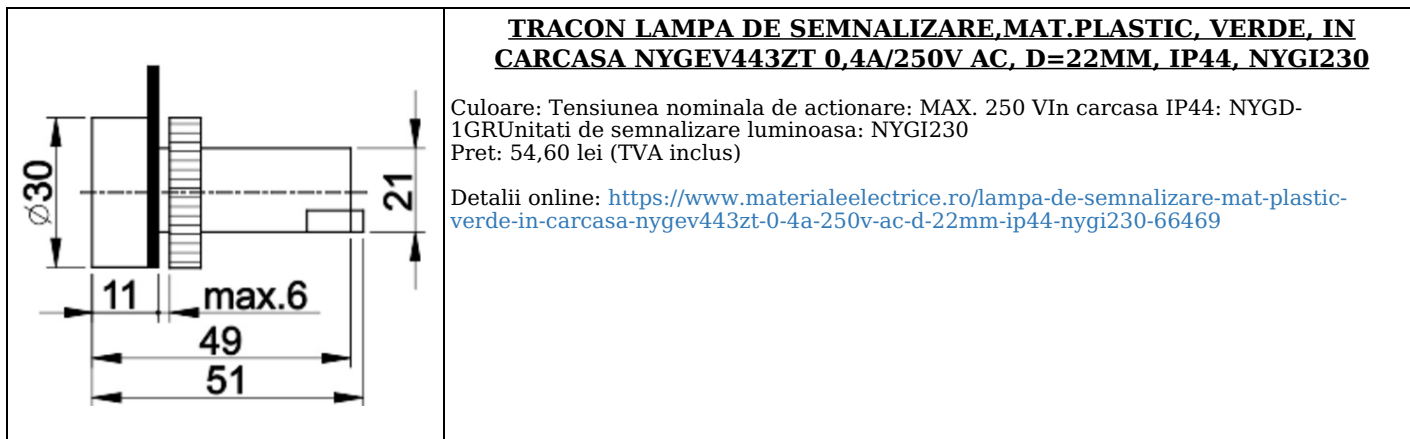 TRACON LAMPA DE SEMNALIZARE,MAT.PLASTIC, VERDE, IN
CARCASA NYGEV443ZT 0,4A/250V AC, D=22MM, IP44, NYGI230
Culoare: Tensiunea nominala de actionare: MAX. 250 VIn carcasa IP44: NYGD-
1GRUnitati de semnalizare luminoasa: NYGI230
Pret: 54,60 lei (TVA inclus)
Detalii online: https://www.materialeelectrice.ro/lampa-de-semnalizare-mat-plastic-
verde-in-carcasa-nygev443zt-0-4a-250v-ac-d-22mm-ip44-nygi230-66469
⌀30
21
11
max.6
49
51